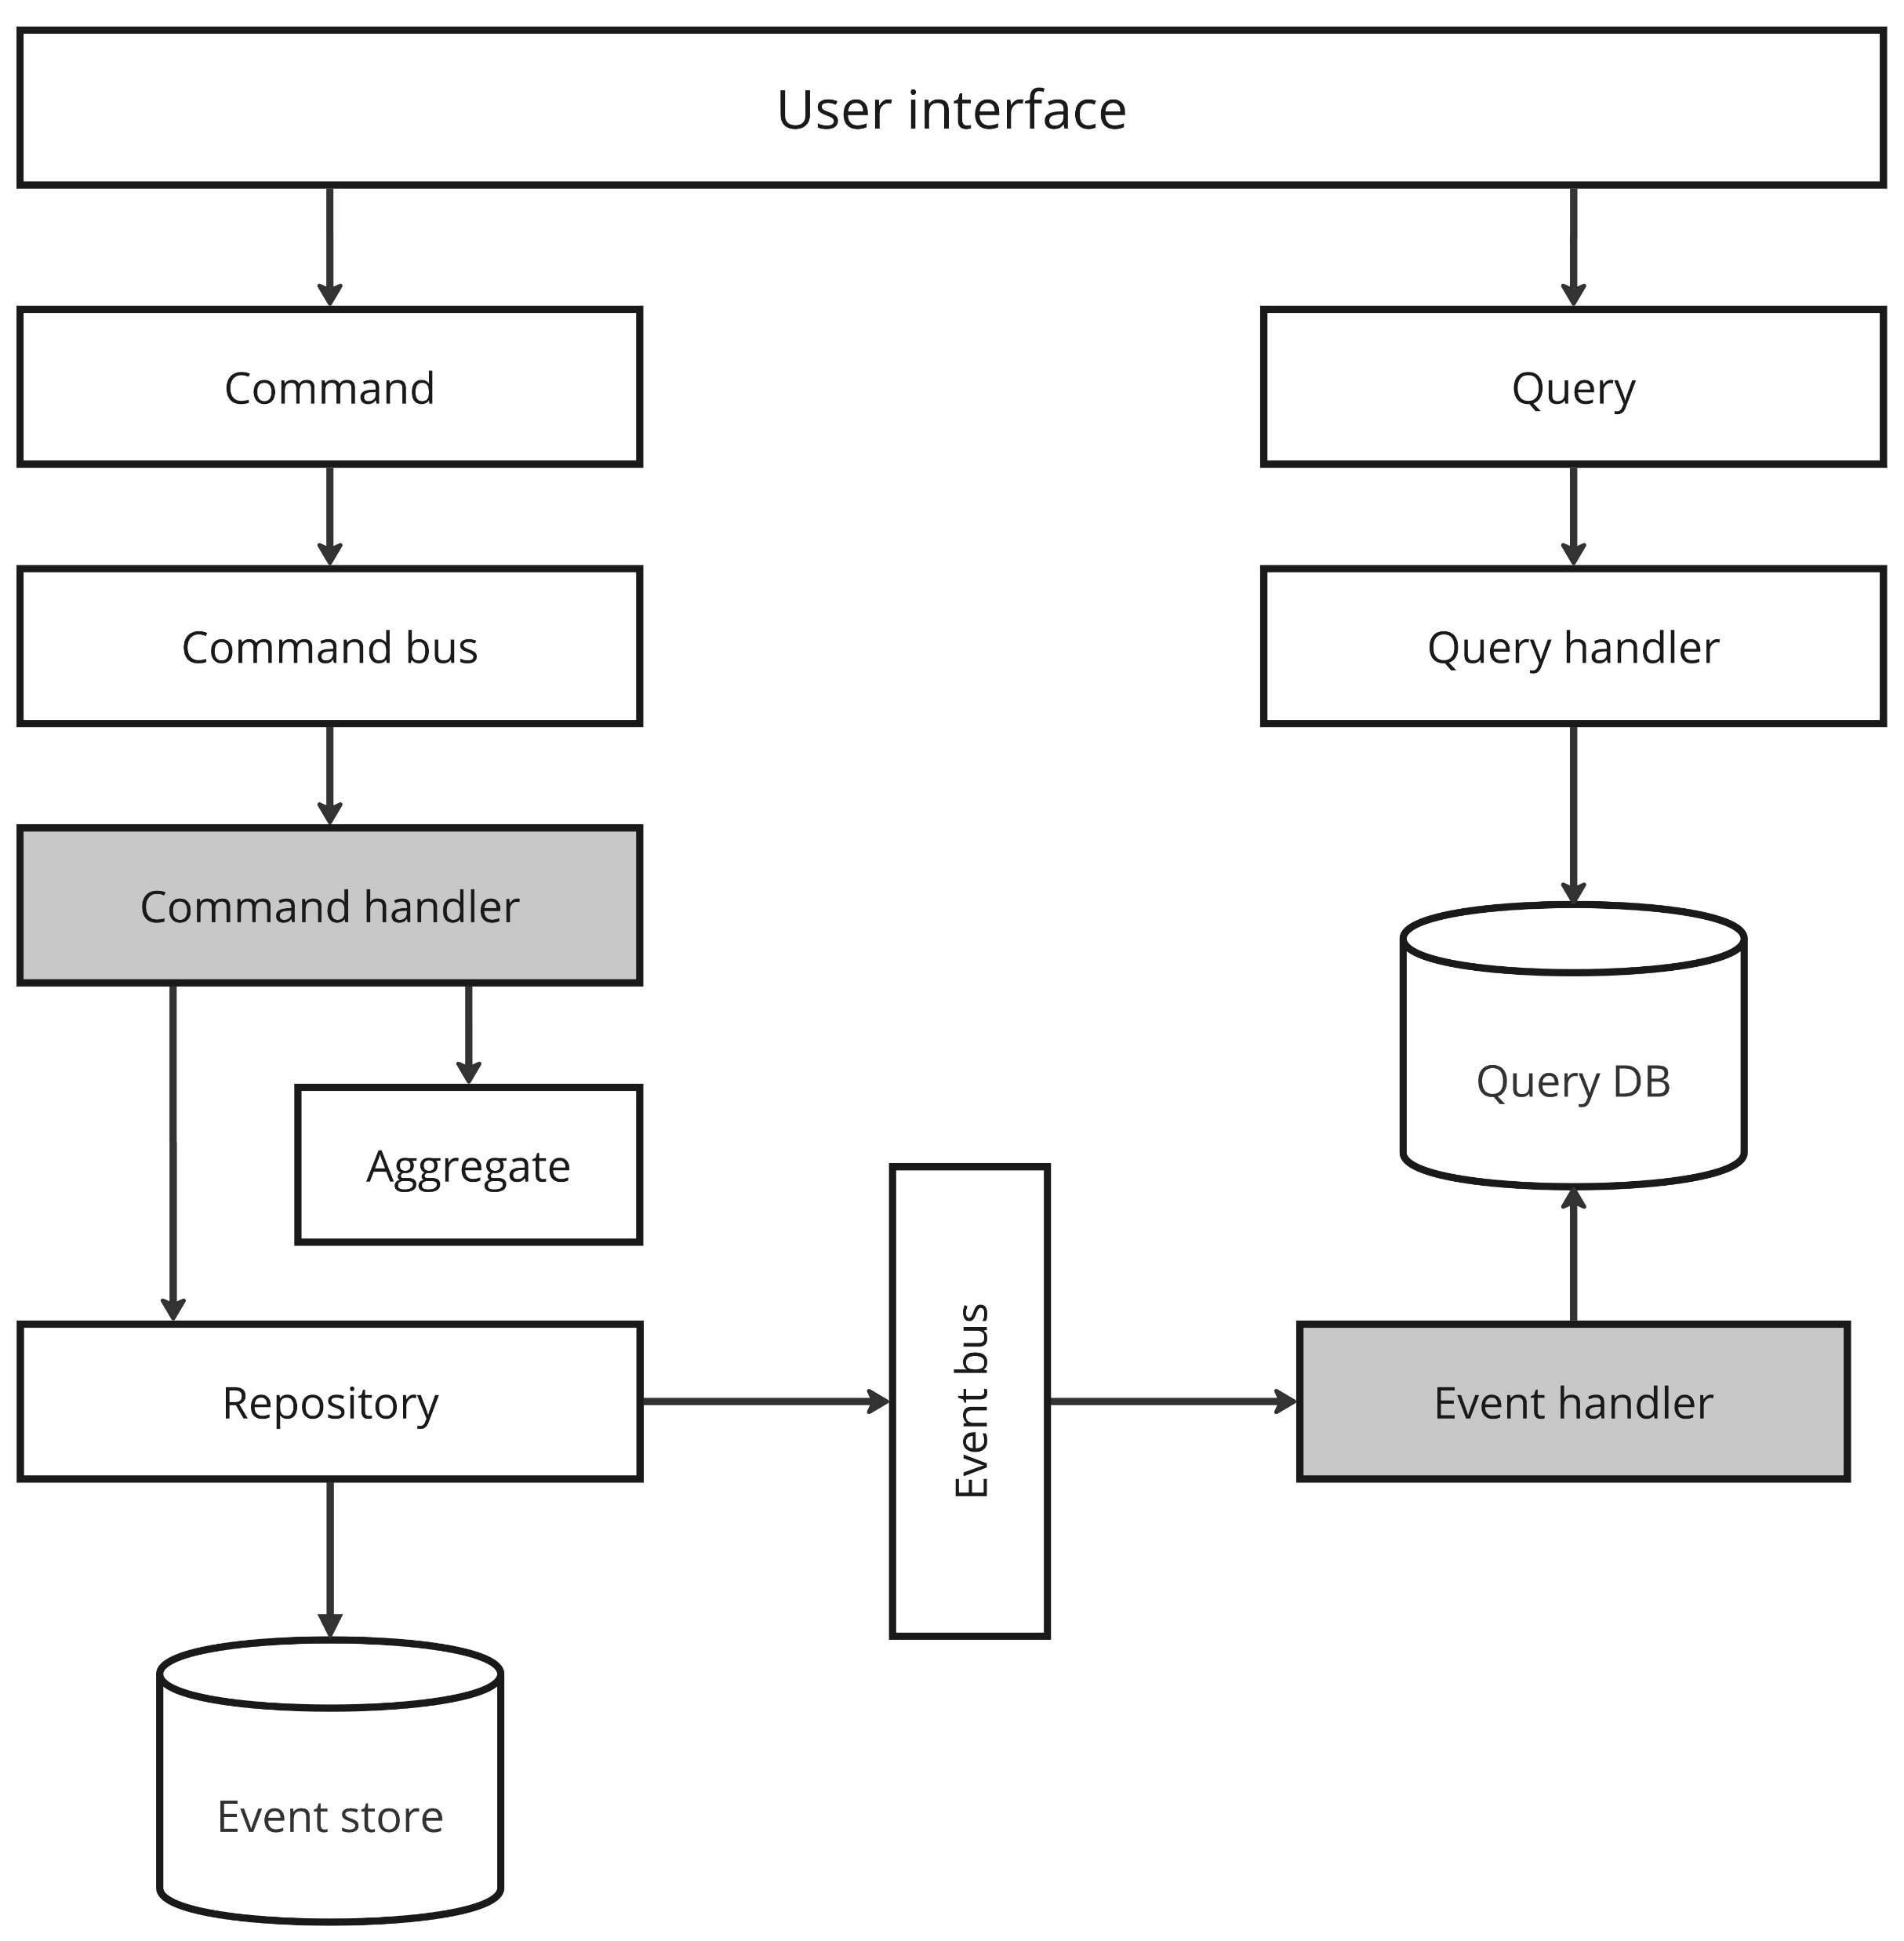 User interface
Command
Query
Command bus
Query handler
Command handler
Query DB
Aggregate
Repository
Event bus
Event handler
Event store